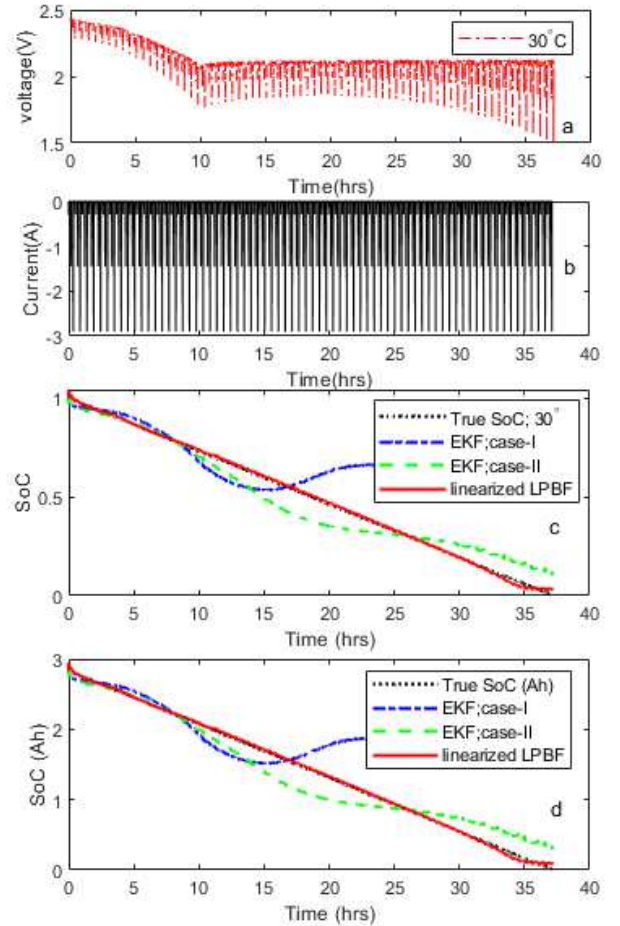 2.5
2
1.5
voltage(V)
30°C
a
0 5 10 15 20 25 30 35 40
Time(hrs)
0
-1
-2
-3
Current(A)
b
0 5 10 15 20 25 30 35 40
Time(hrs)
1
0.5
0
SoC
True SoC; 30°
EKF;case-I
EKF;case-II
linearized LPBF
c
0 5 10 15 20 25 30 35 40
Time (hrs)
3
2
1
0
SoC (Ah)
True SoC (Ah)
EKF;case-I
EKF;case-II
linearized LPBF
d
0 5 10 15 20 25 30 35 40
Time (hrs)